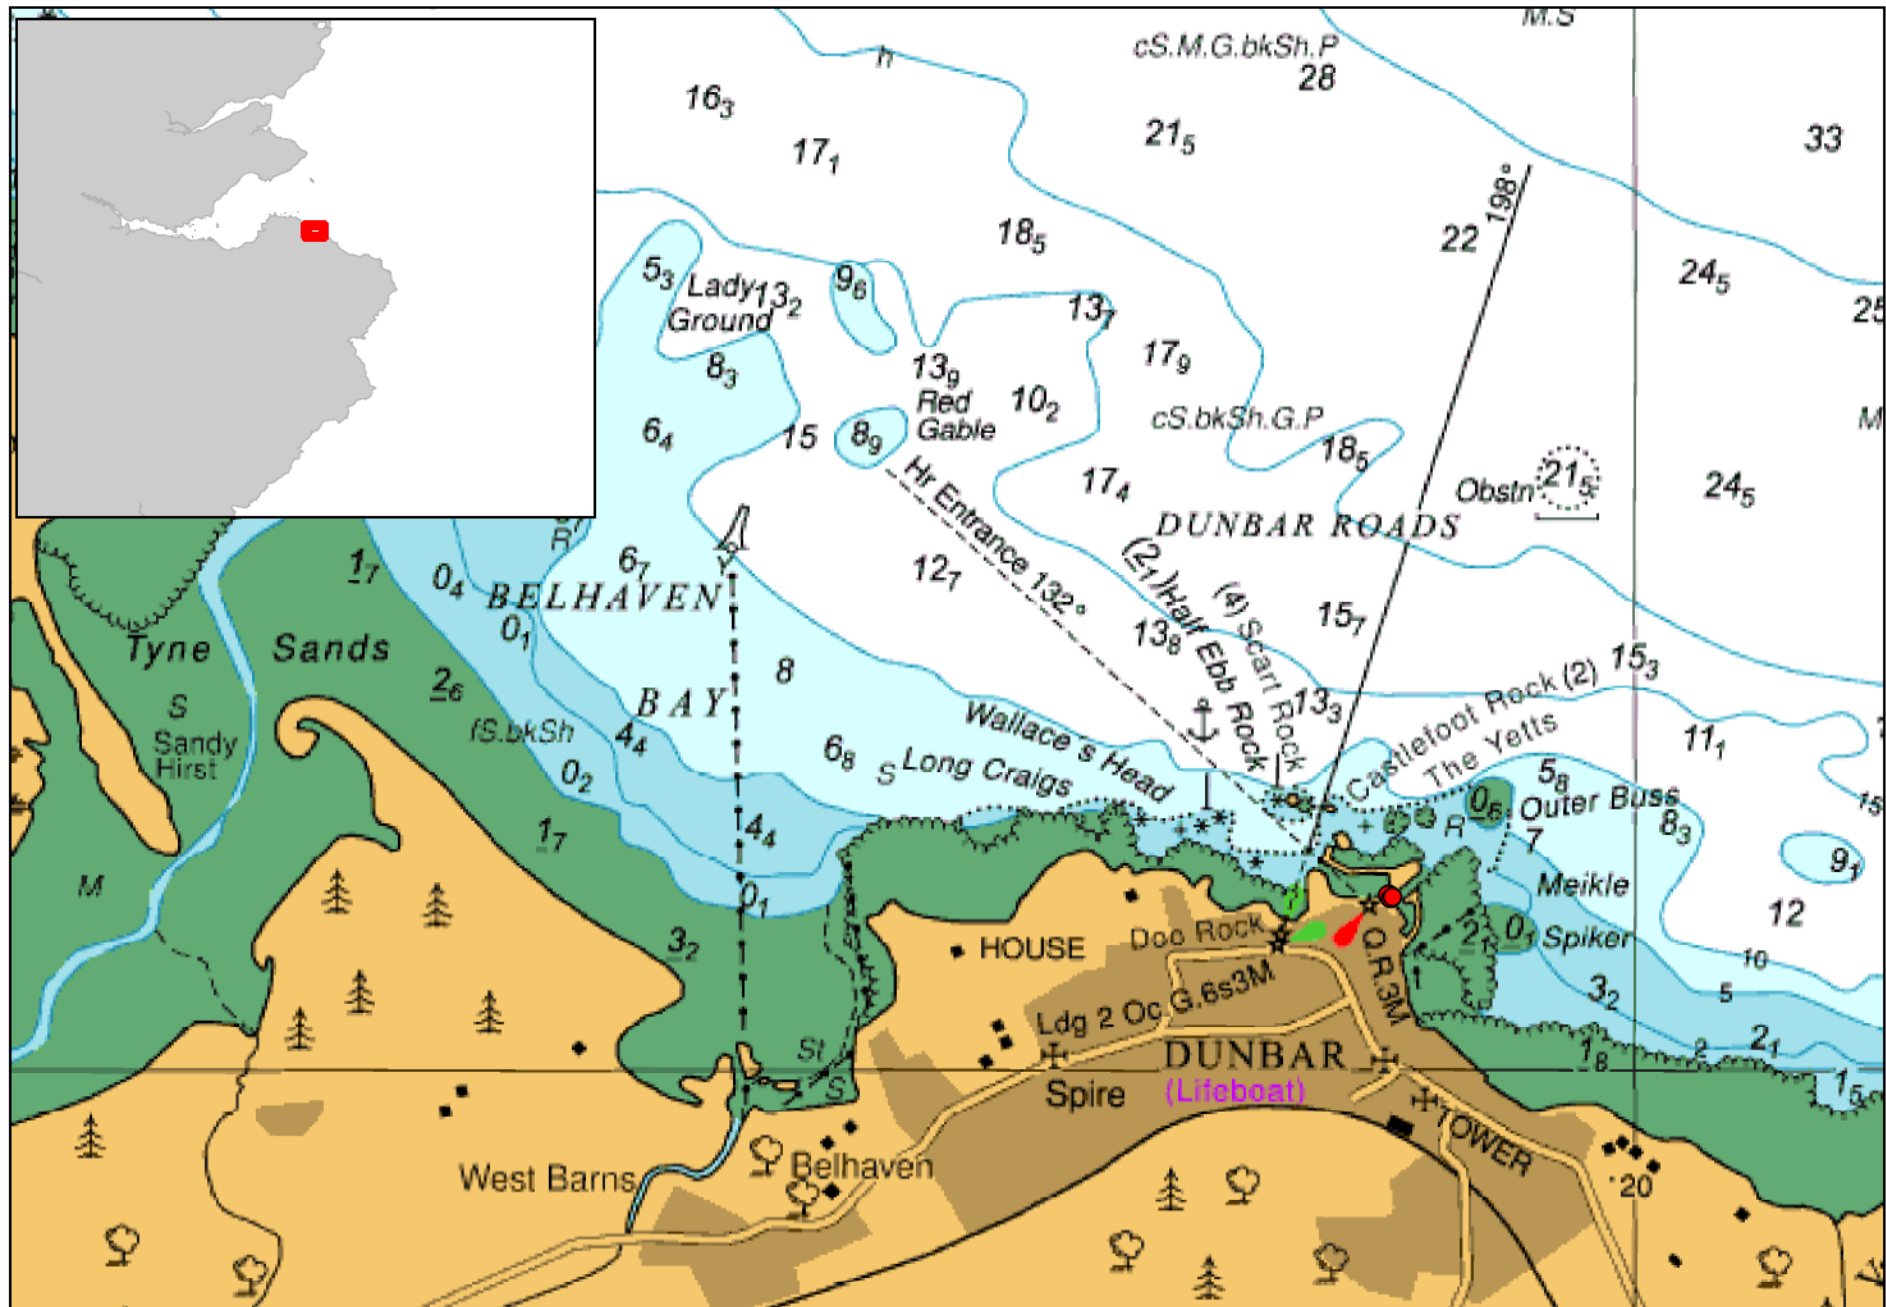 M.S
cS.M.G.bkSh.P
28
h
16₃
17₁
21₅
33
198°
18₅
22
24₅
5₃
Lady
Ground
13₂
9₆
13₇
25
8₃
13₉
Red
Gable
10₂
17₉
cS.bkSh.G.P
M
6₄
15
8₉
18₅
17₄
Obstn
21₅
24₅
Hr Entrance 132°
DUNBAR ROADS
R
1₇
0₄
6₇
12₇
BELHAVEN
BAY
(2₁)Half Ebb Rock
(4) Scart Rock
15₇
13₈
0₁
Tyne Sands
2₆
8
15₃
S
Sandy
Hirst
fS.bkSh
4₄
0₂
6₈
S
Long Craigs
Wallace's Head
13₃
Castlefoot Rock (2)
The Yetts
11₁
5₈
0₆
Outer Buss
15
1₇
4₄
R
7
8₃
9₁
M
0₁
Meikle
12
3₂
HOUSE
Doo Rock
2₁
0₁
Spiker
10
Ldg 2 Oc G.6s3M
Q.R.3M
3₂
5
St
S
DUNBAR
(Lifeboat)
Spire
1₈
2
2₁
1₅
TOWER
West Barns
Belhaven
20